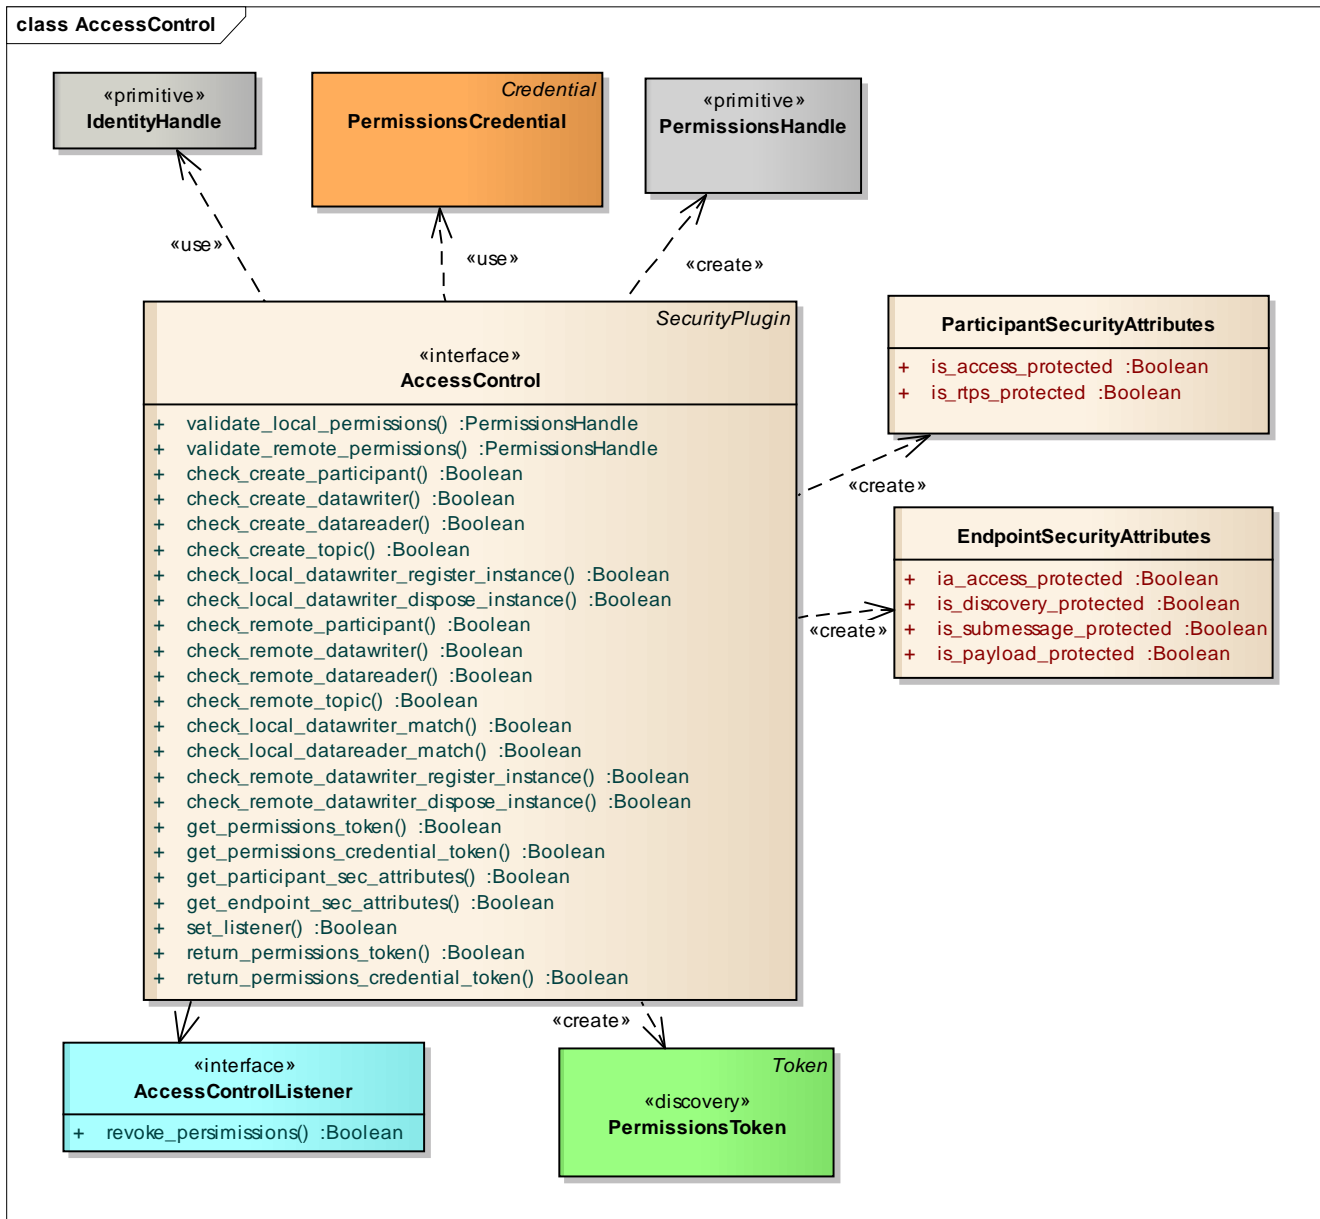 class AccessControl
«primitive»
IdentityHandle
Credential
PermissionsCredential
«primitive»
PermissionsHandle
«use»
«use»
«create»
SecurityPlugin
«interface»
AccessControl
+ validate_local_permissions() :PermissionsHandle
+ validate_remote_permissions() :PermissionsHandle
+ check_create_participant() :Boolean
+ check_create_datawriter() :Boolean
+ check_create_datareader() :Boolean
+ check_create_topic() :Boolean
+ check_local_datawriter_register_instance() :Boolean
+ check_local_datawriter_dispose_instance() :Boolean
+ check_remote_participant() :Boolean
+ check_remote_datawriter() :Boolean
+ check_remote_datareader() :Boolean
+ check_remote_topic() :Boolean
+ check_local_datawriter_match() :Boolean
+ check_local_datareader_match() :Boolean
+ check_remote_datawriter_register_instance() :Boolean
+ check_remote_datawriter_dispose_instance() :Boolean
+ get_permissions_token() :Boolean
+ get_permissions_credential_token() :Boolean
+ get_participant_sec_attributes() :Boolean
+ get_endpoint_sec_attributes() :Boolean
+ set_listener() :Boolean
+ return_permissions_token() :Boolean
+ return_permissions_credential_token() :Boolean
ParticipantSecurityAttributes
+ is_access_protected :Boolean
+ is_rtps_protected :Boolean
«create»
EndpointSecurityAttributes
+ ia_access_protected :Boolean
+ is_discovery_protected :Boolean
+ is_submessage_protected :Boolean
+ is_payload_protected :Boolean
«create»
«create»
«interface»
AccessControlListener
+ revoke_persimissions() :Boolean
Token
«discovery»
PermissionsToken